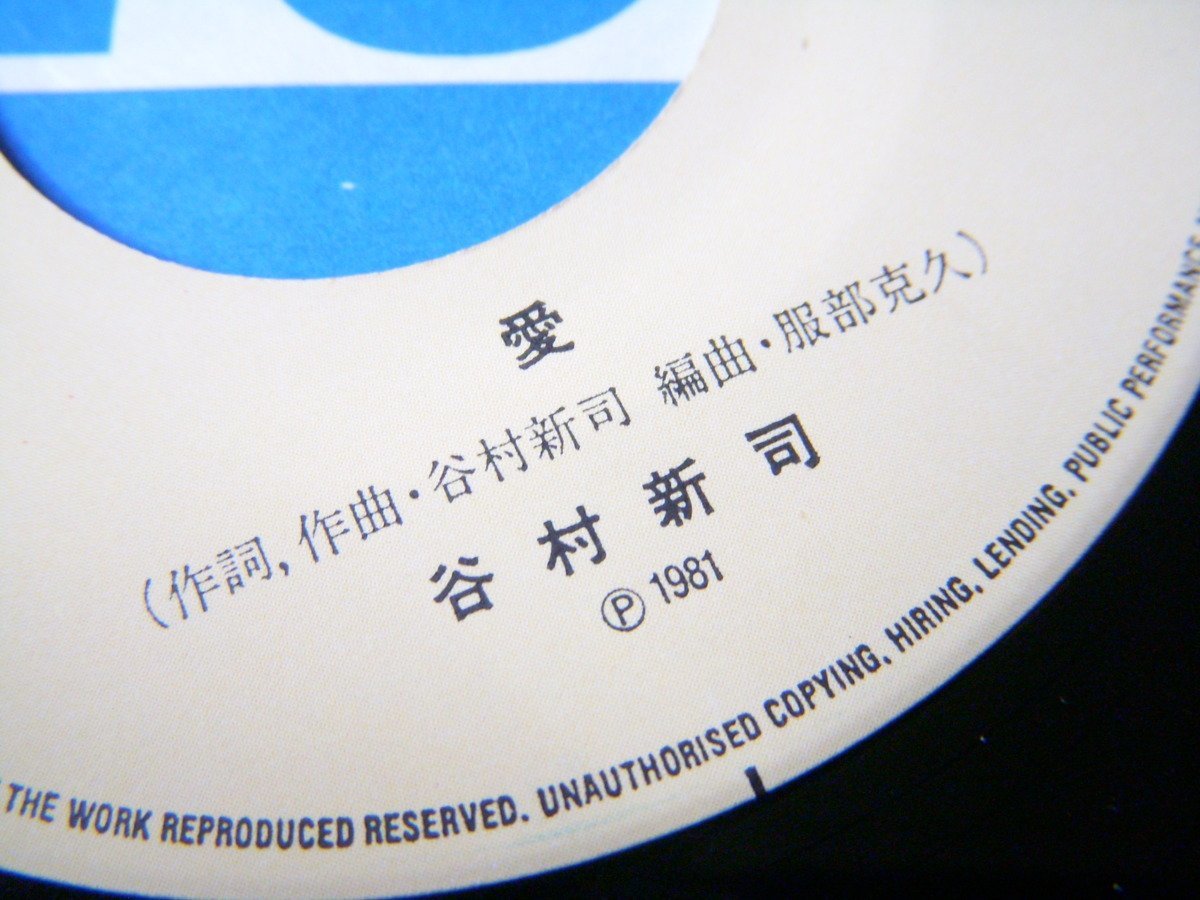 愛
(作詞, 作曲・谷村新司 編曲・服部克久)
谷村新司
Ⓟ1981
THE WORK REPRODUCED RESERVED. UNAUTHORISED COPYING, HIRING, LENDING, PUBLIC PERFORMANCE